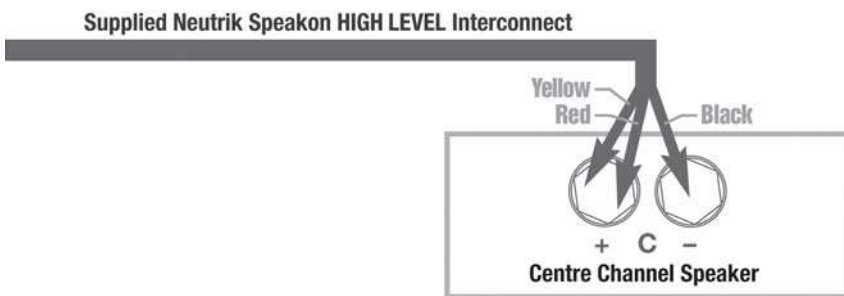 Supplied Neutrik Speakon HIGH LEVEL Interconnect
Yellow
Red
Black
+ C –
Centre Channel Speaker